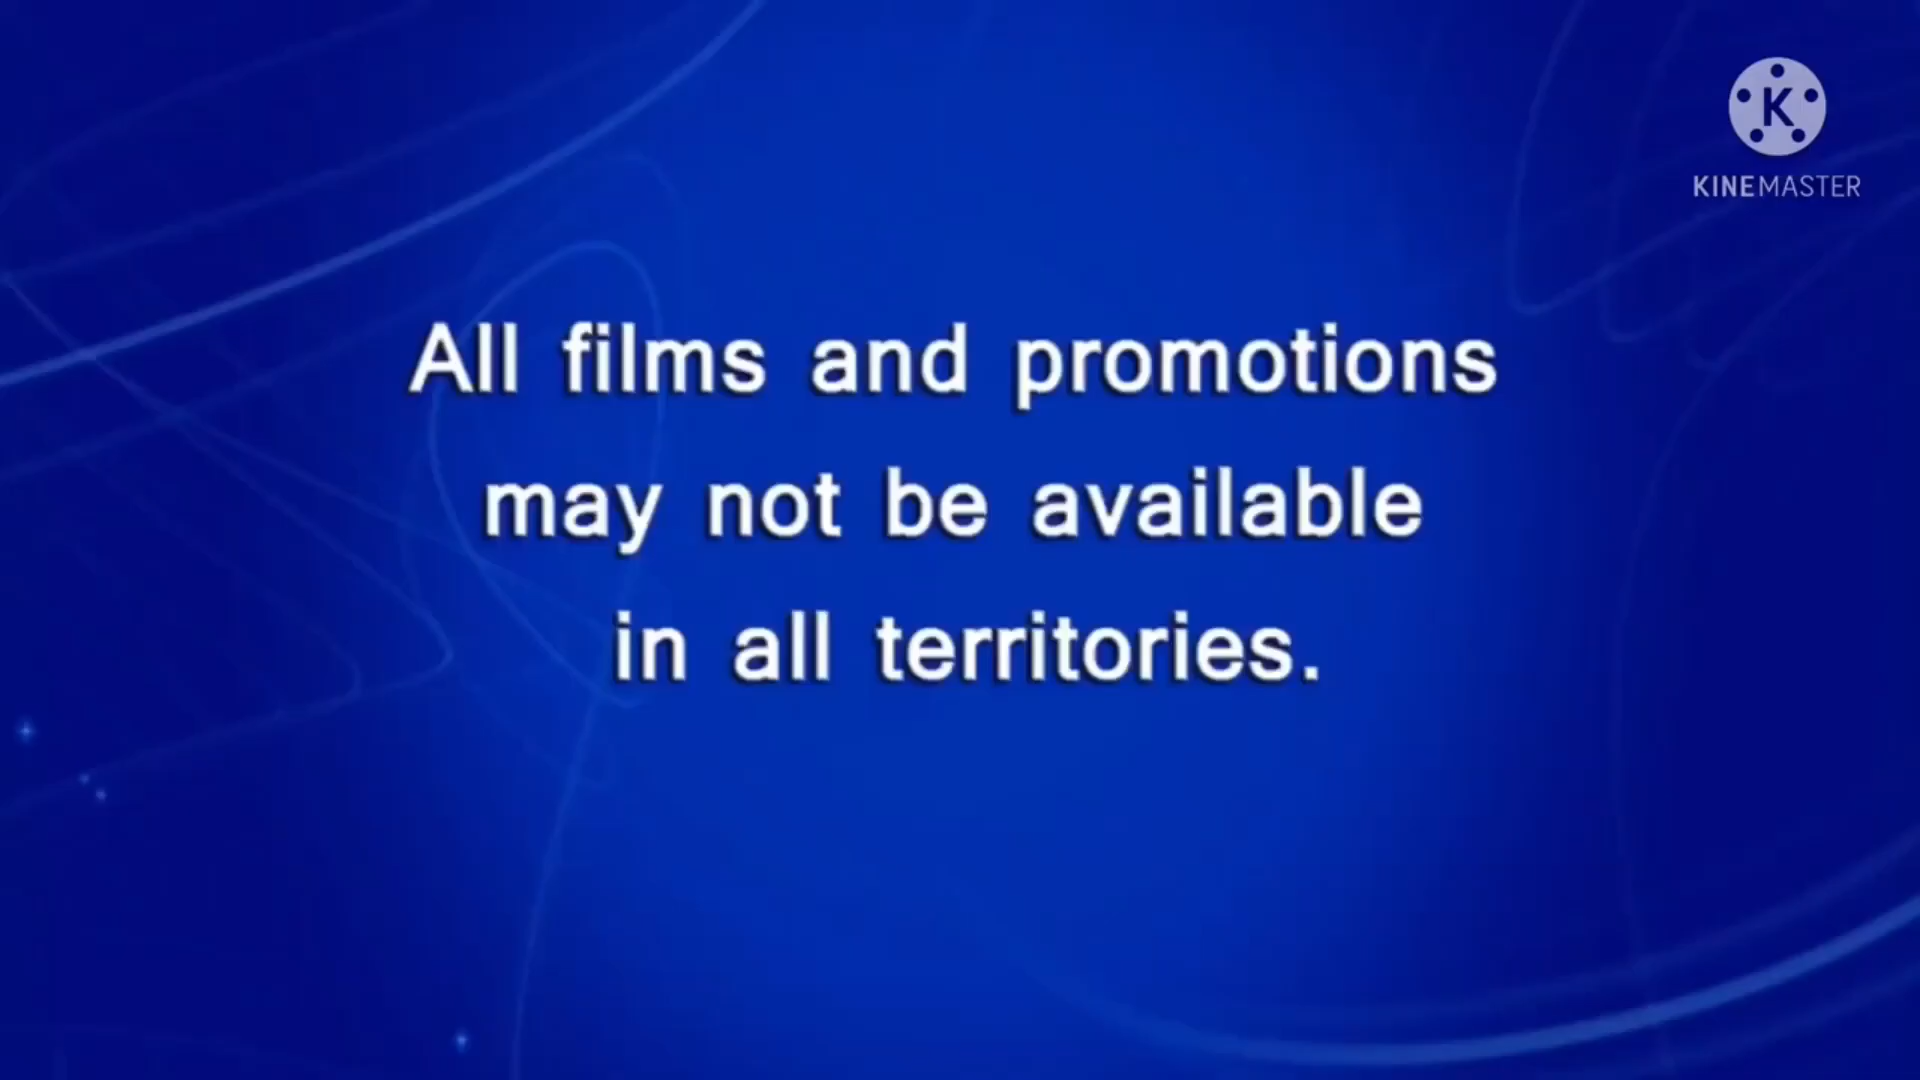 K
KINEMASTER
All films and promotions
may not be available
in all territories.